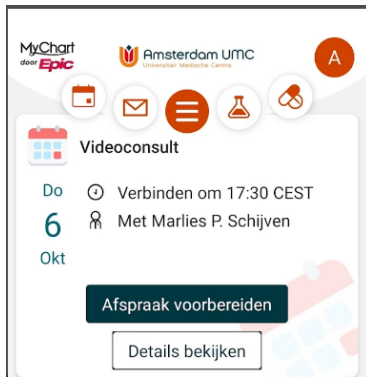 MyChart
door Epic
Amsterdam UMC
Universitair Medische Centra
A
Videoconsult
Do
6
Okt
Verbinden om 17:30 CEST
Met Marlies P. Schijven
Afspraak voorbereiden
Details bekijken